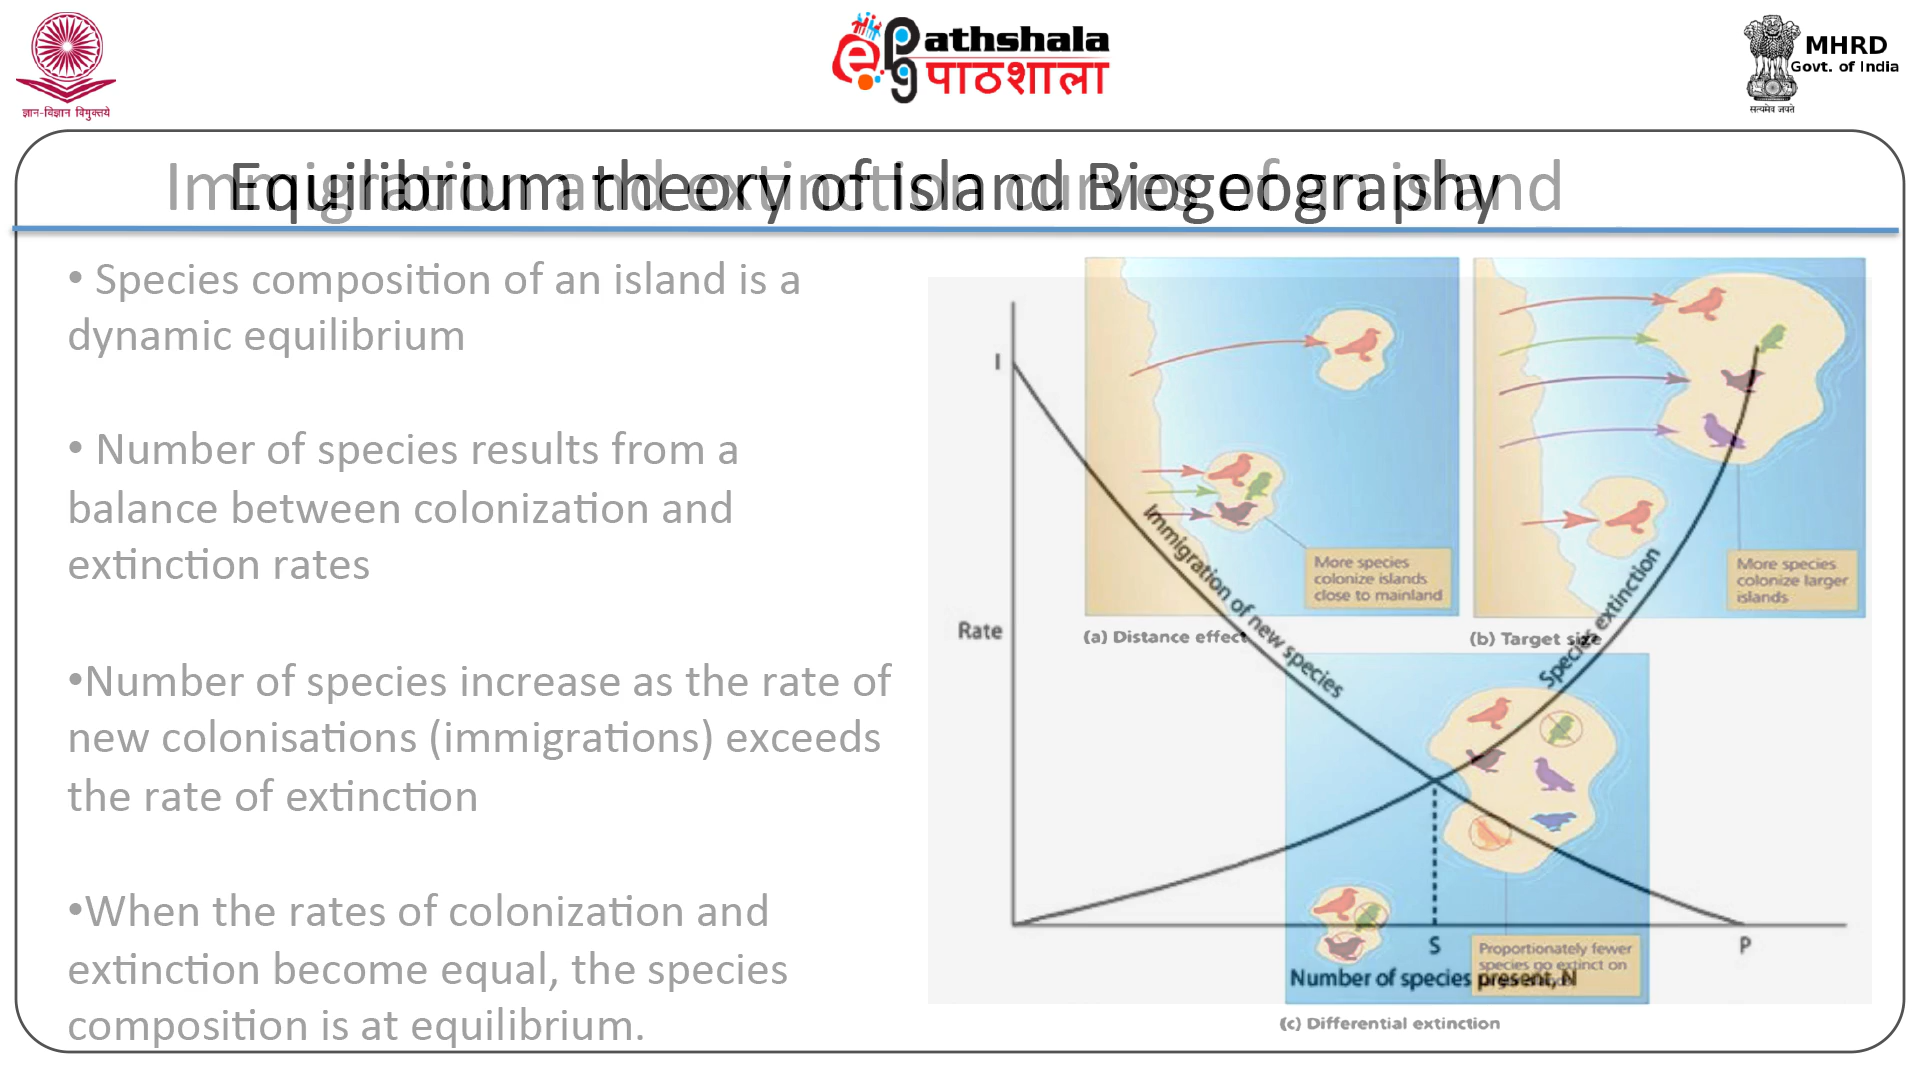 ज्ञान-विज्ञान विमुक्तये
e
pg
athshala
पाठशाला
MHRD
Govt. of India
सत्यमेव जयते
Equilibrium theory of island Biogeography
Immigration and extinction curves of an island
• Species composition of an island is a
dynamic equilibrium
• Number of species results from a
balance between colonization and
extinction rates
•Number of species increase as the rate of
new colonisations (immigrations) exceeds
the rate of extinction
•When the rates of colonization and
extinction become equal, the species
composition is at equilibrium.
I
Rate
Immigration of new species
Species extinction
S
P
Number of species present, N
More species
colonize islands
close to mainland
(a) Distance effect
More species
colonize larger
islands
(b) Target size
Proportionately fewer
species go extinct on
(c) Differential extinction